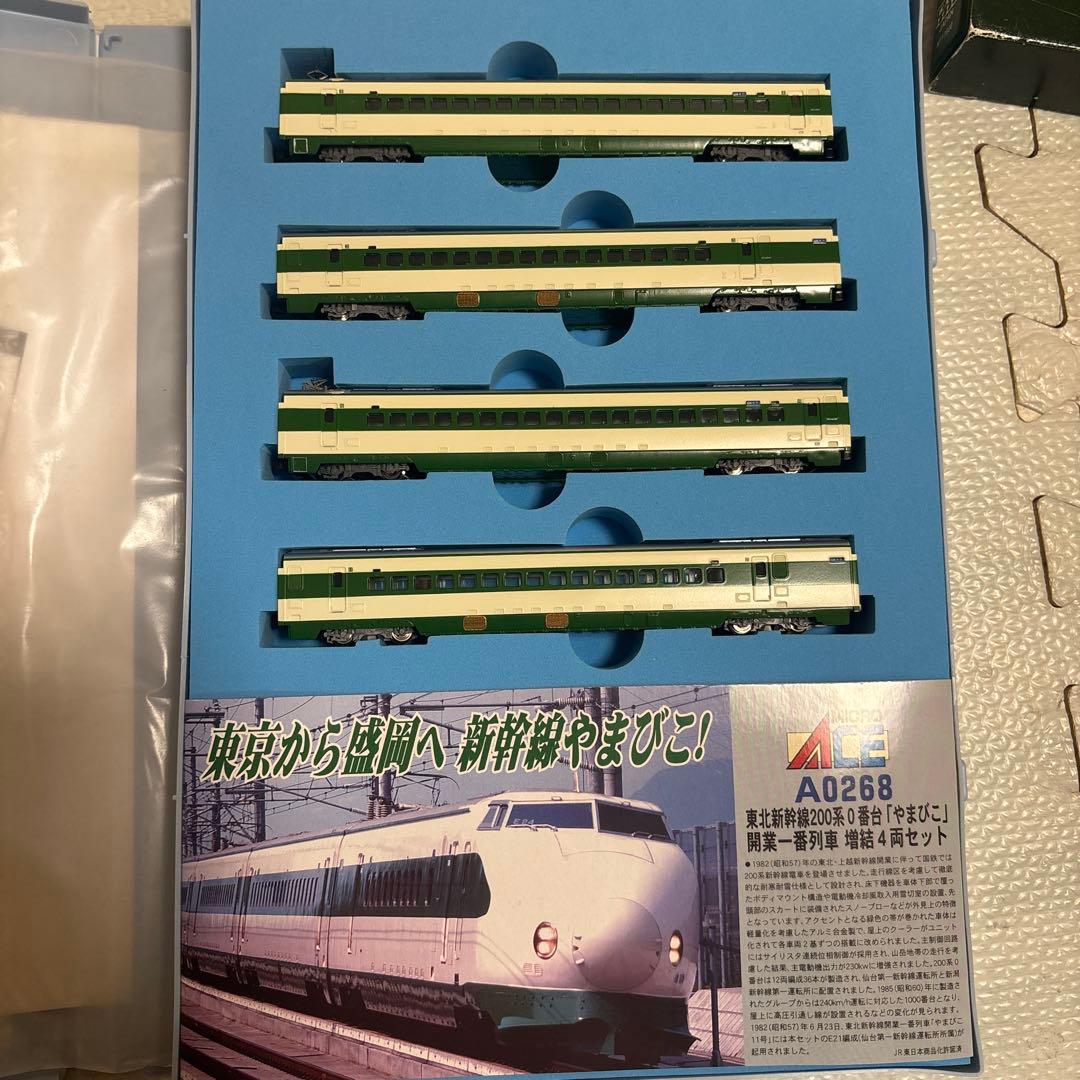 東京から盛岡へ 新幹線やまびこ!
MICRO
ACE
A0268
東北新幹線200系0番台「やまびこ」
開業一番列車 増結4両セット
●1982(昭和57)年の東北・上越新幹線開業に伴って国鉄では
200系新幹線電車を登場させました。走行線区を考慮して徹底
的な耐寒耐雪仕様として設計され、床下機器を車体下部で覆っ
たボディマウント構造や電動機冷却風取入用雪切室の設置、先
頭部のスカートに装備されたスノープローなどが外見上の特徴
となっています。アクセントとなる緑色の帯が巻かれた車体は
軽量化を考慮したアルミ合金製で、屋上のクーラーがユニット
化されて各車両2基ずつの搭載に改められました。主制御回路
にはサイリスタ連続位相制御が採用され、山岳地帯の走行を考
慮した結果、主電動機出力が230kwに増強されました。200系0
番台は12両編成36本が製造され、仙台第一新幹線運転所と新潟
新幹線第一運転所に配置されました。1985(昭和60)年に製造さ
れたグループからは240km/h運転に対応した1000番台となり、
屋上に高圧引通し線が設置されるなどの変化が見られます。
1982(昭和57)年6月23日、東北新幹線開業一番列車「やまびこ
11号」には本セットのE21編成(仙台第一新幹線運転所所属)が
起用されました。
JR東日本商品化許諾済
E24